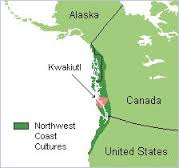 Alaska
Kwakiutl
Canada
Northwest
Coast
Cultures
United States